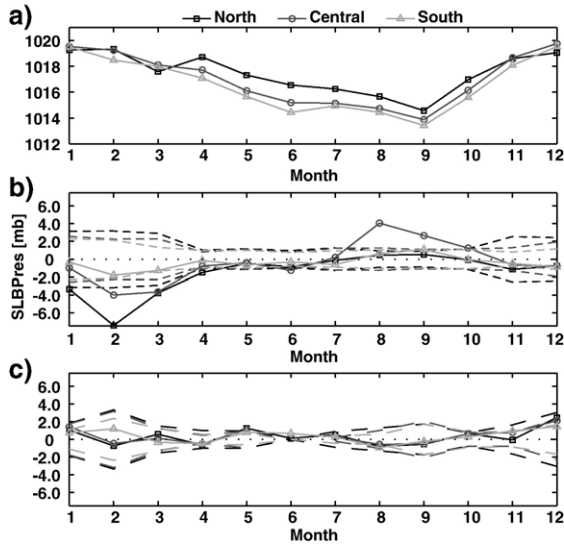 a)
North Central South
1020
1018
1016
1014
1012
1 2 3 4 5 6 7 8 9 10 11 12
Month
b)
SLBPres [mb]
6.0
4.0
2.0
0
-2.0
-4.0
-6.0
1 2 3 4 5 6 7 8 9 10 11 12
Month
c)
6.0
4.0
2.0
0
-2.0
-4.0
-6.0
1 2 3 4 5 6 7 8 9 10 11 12
Month